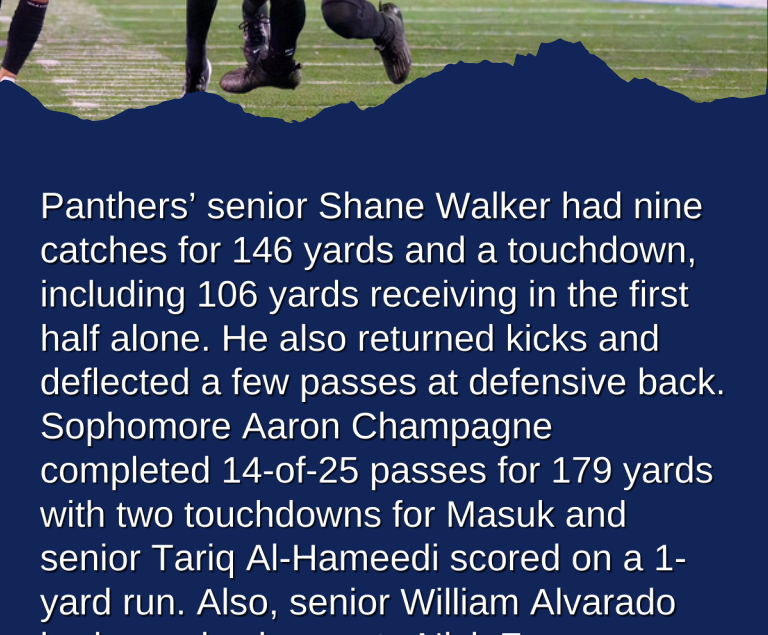 Panthers’ senior Shane Walker had nine
catches for 146 yards and a touchdown,
including 106 yards receiving in the first
half alone. He also returned kicks and
deflected a few passes at defensive back.
Sophomore Aaron Champagne
completed 14-of-25 passes for 179 yards
with two touchdowns for Masuk and
senior Tariq Al-Hameedi scored on a 1-
yard run. Also, senior William Alvarado